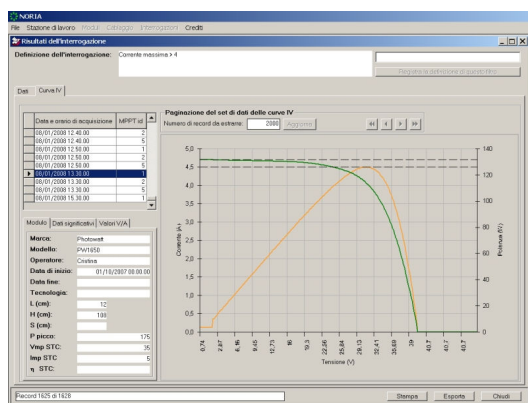 NORIA
File Stazione di lavoro Moduli Cablaggio Interrogazioni Crediti
Risultati dell'interrogazione
Definizione dell'interrogazione: Corrente massima > 4
Registra la definizione di questo filtro
Dati Curva IV
Data e orario di acquisizione MPPT id
08/01/2008 12.40.00 2
08/01/2008 12.40.00 5
08/01/2008 12.50.00 1
08/01/2008 12.50.00 2
08/01/2008 12.50.00 5
08/01/2008 13.30.00 1
08/01/2008 13.30.00 2
08/01/2008 13.30.00 5
08/01/2008 15.30.00 1
Paginazione del set di dati delle curve IV
Numero di record da estrarre: 2000 Aggiorna
Modulo Dati significativi Valori V/A
Marca: Photowatt
Modello: PW1650
Operatore: Cristina
Data di inizio: 01/10/2007 00.00.00
Data fine:
Tecnologia:
L (cm): 12
H (cm): 100
S (cm):
P picco: 175
Vmp STC: 35
Imp STC: 5
η STC:
Corrente (A)
5,0
4,5
4,0
3,5
3,0
2,5
2,0
1,5
1,0
0,5
0,0
140
120
100
80
60
40
20
0
Potenza (W)
0,74 2,87 6,16 9,45 12,73 16 19,3 22,56 25,84 29,13 32,41 35,69 39 40,7 40,7 40,7
Tensione (V)
Record 1625 di 1628
Stampa Esporta Chiudi